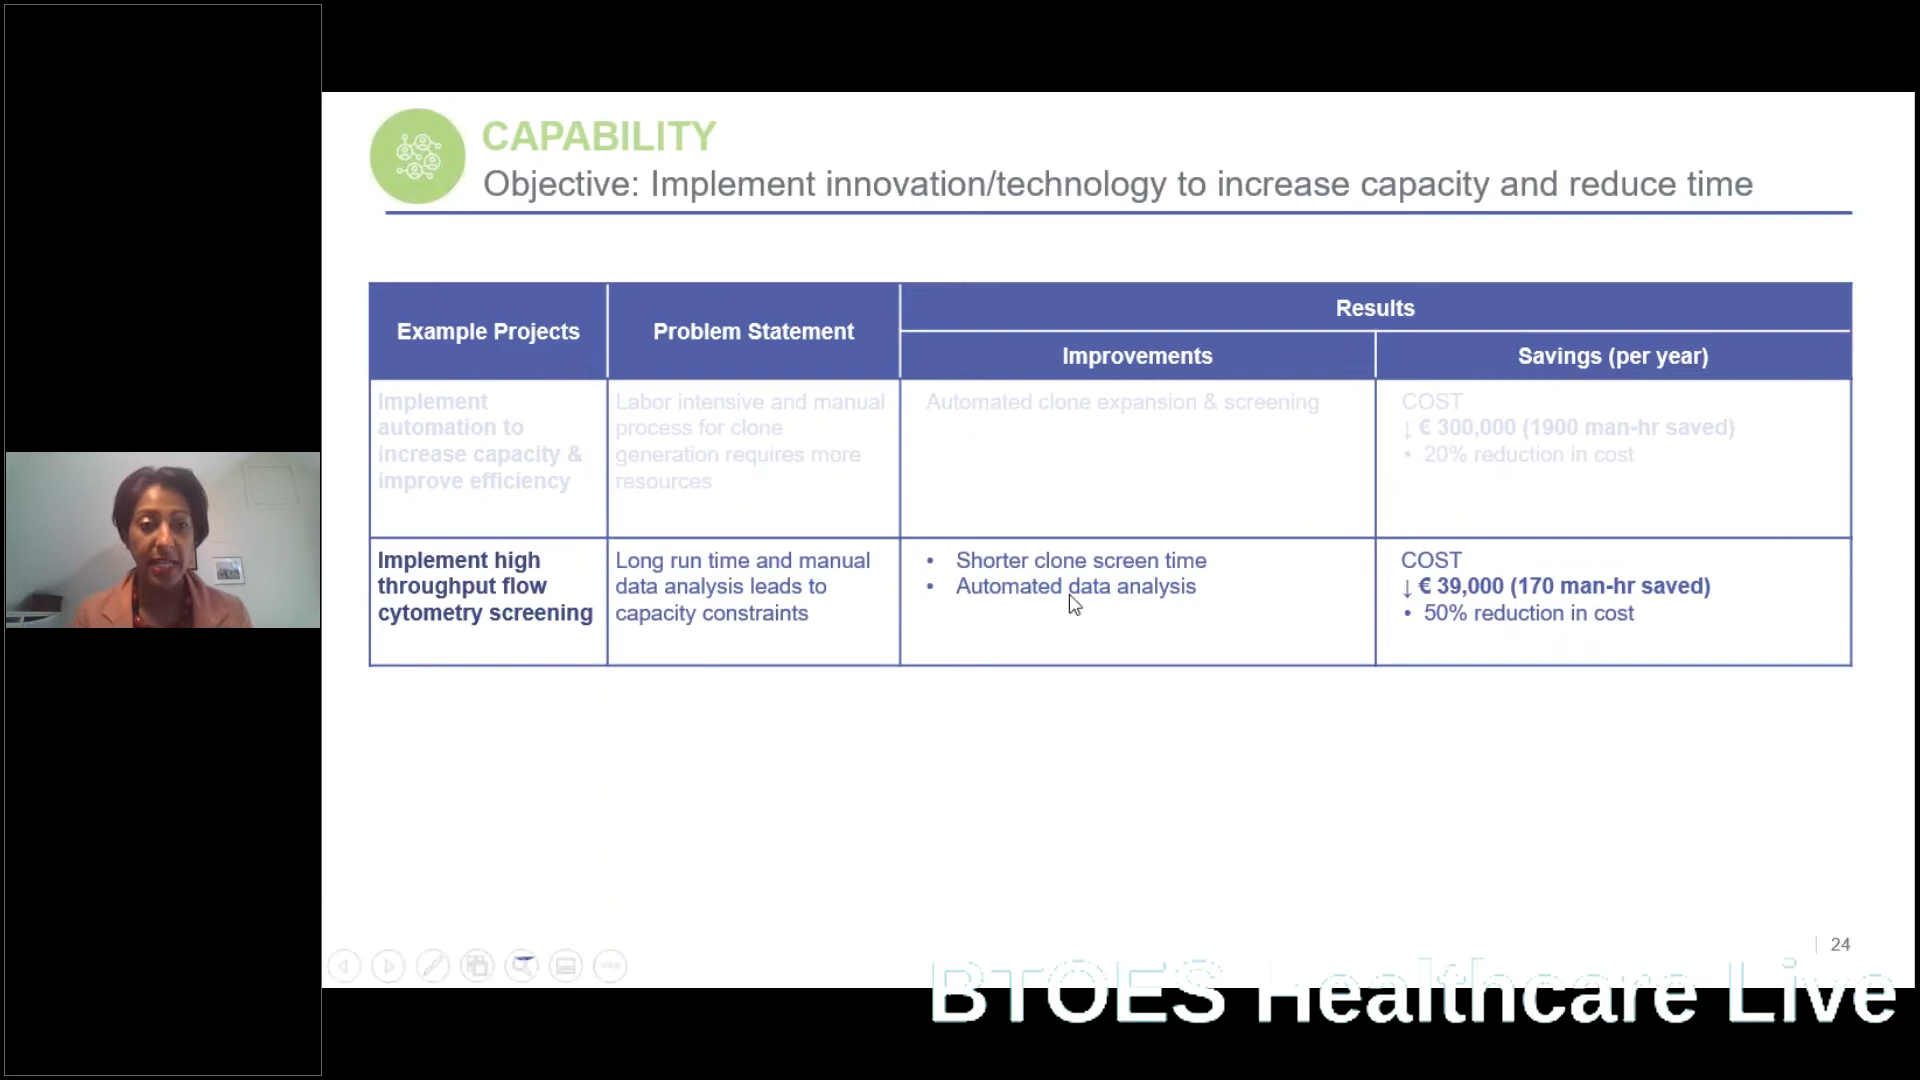 CAPABILITY
Objective: Implement innovation/technology to increase capacity and reduce time
Example Projects
Problem Statement
Results
Improvements
Savings (per year)
Implement
automation to
increase capacity &
improve efficiency
Labor intensive and manual
process for clone
generation requires more
resources
Automated clone expansion & screening
COST
↓ € 300,000 (1900 man-hr saved)
• 20% reduction in cost
Implement high
throughput flow
cytometry screening
Long run time and manual
data analysis leads to
capacity constraints
• Shorter clone screen time
• Automated data analysis
COST
↓ € 39,000 (170 man-hr saved)
• 50% reduction in cost
24
BTOES Healthcare Live